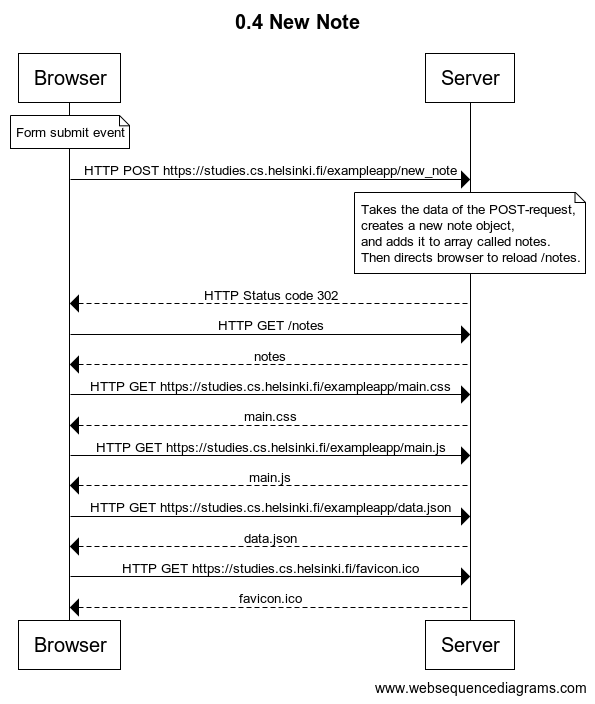 0.4 New Note
Browser
Server
Form submit event
HTTP POST https://studies.cs.helsinki.fi/exampleapp/new_note
Takes the data of the POST-request,
creates a new note object,
and adds it to array called notes.
Then directs browser to reload /notes.
HTTP Status code 302
HTTP GET /notes
notes
HTTP GET https://studies.cs.helsinki.fi/exampleapp/main.css
main.css
HTTP GET https://studies.cs.helsinki.fi/exampleapp/main.js
main.js
HTTP GET https://studies.cs.helsinki.fi/exampleapp/data.json
data.json
HTTP GET https://studies.cs.helsinki.fi/favicon.ico
favicon.ico
Browser
Server
www.websequencediagrams.com